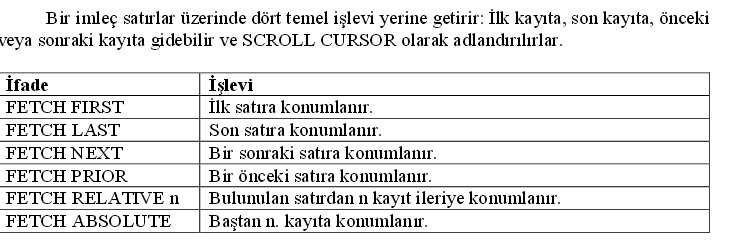 Bir imleç satırlar üzerinde dört temel işlevi yerine getirir: İlk kayıta, son kayıta, önceki
veya sonraki kayıta gidebilir ve SCROLL CURSOR olarak adlandırılırlar.
İfade İşlevi
FETCH FIRST İlk satıra konumlanır.
FETCH LAST Son satıra konumlanır.
FETCH NEXT Bir sonraki satıra konumlanır.
FETCH PRIOR Bir önceki satıra konumlanır.
FETCH RELATIVE n Bulunulan satırdan n kayıt ileriye konumlanır.
FETCH ABSOLUTE Baştan n. kayıta konumlanır.